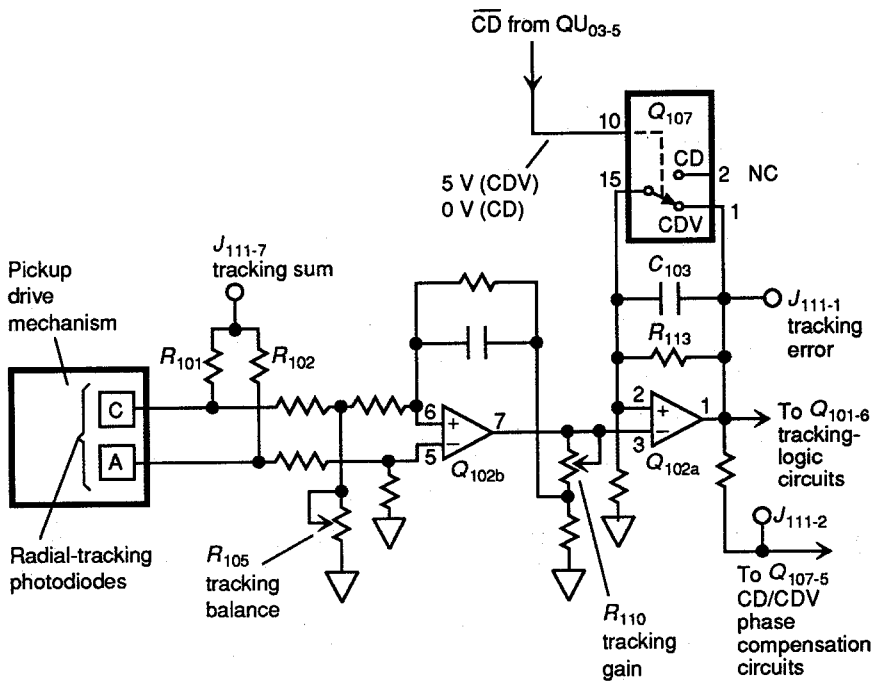 CD from QU03-5
10
Q107
CD
2 NC
15
1
CDV
5 V (CDV)
0 V (CD)
J111-7
tracking sum
Pickup
drive
mechanism
R101
R102
C
A
Radial-tracking
photodiodes
R105
tracking
balance
6
+
7
−
5
Q102b
C103
J111-1
tracking
error
R113
2
+
1
−
3
Q102a
To Q101-6
tracking-
logic
circuits
J111-2
R110
tracking
gain
To Q107-5
CD/CDV
phase
compensation
circuits